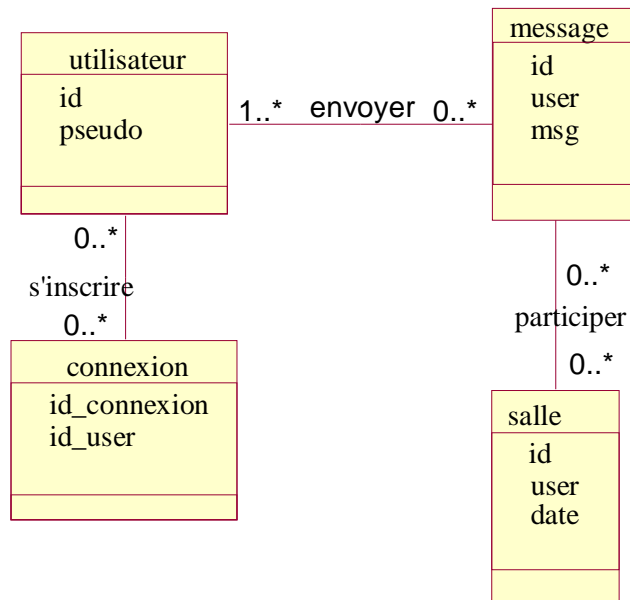 utilisateur
id
pseudo
1..* envoyer 0..*
message
id
user
msg
0..*
s'inscrire
0..*
connexion
id_connexion
id_user
0..*
participer
0..*
salle
id
user
date